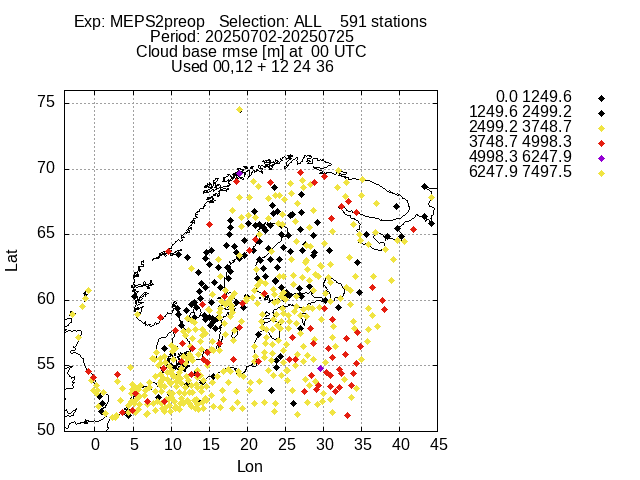 Exp: MEPS2preop Selection: ALL 591 stations
Period: 20250702-20250725
Cloud base rmse [m] at 00 UTC
Used 00,12 + 12 24 36
75
70
65
60
55
50
Lat
0 5 10 15 20 25 30 35 40 45
Lon
0.0 1249.6
1249.6 2499.2
2499.2 3748.7
3748.7 4998.3
4998.3 6247.9
6247.9 7497.5